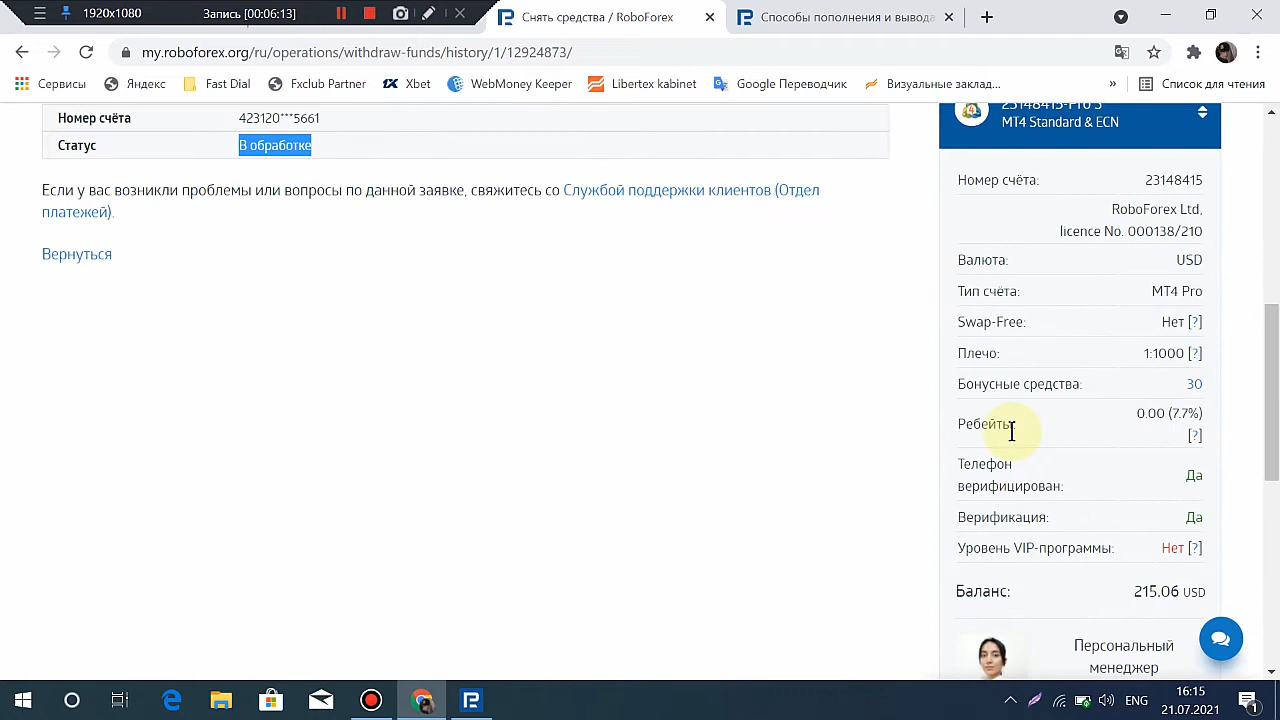 1920x1080
Запись [00:06:13]
Снять средства / RoboForex
Способы пополнения и вывода
my.roboforex.org/ru/operations/withdraw-funds/history/1/12924873/
Сервисы
Яндекс
Fast Dial
Fxclub Partner
Xbet
WebMoney Keeper
Libertex kabinet
Google Переводчик
Визуальные заклад...
»
Список для чтения
Номер счёта 423120***5661
Статус В обработке
Если у вас возникли проблемы или вопросы по данной заявке, свяжитесь со Службой поддержки клиентов (Отдел
платежей).
Вернуться
23148415-Pro 5
MT4 Standard & ECN
Номер счёта: 23148415
RoboForex Ltd,
licence No. 000138/210
Валюта: USD
Тип счёта: MT4 Pro
Swap-Free: Нет [?]
Плечо: 1:1000 [?]
Бонусные средства: 30
Ребейты: 0.00 (7.7%)
[?]
Телефон
верифицирован: Да
Верификация: Да
Уровень VIP-программы: Нет [?]
Баланс: 215.06 USD
Персональный
менеджер
ENG
16:15
21.07.2021
1